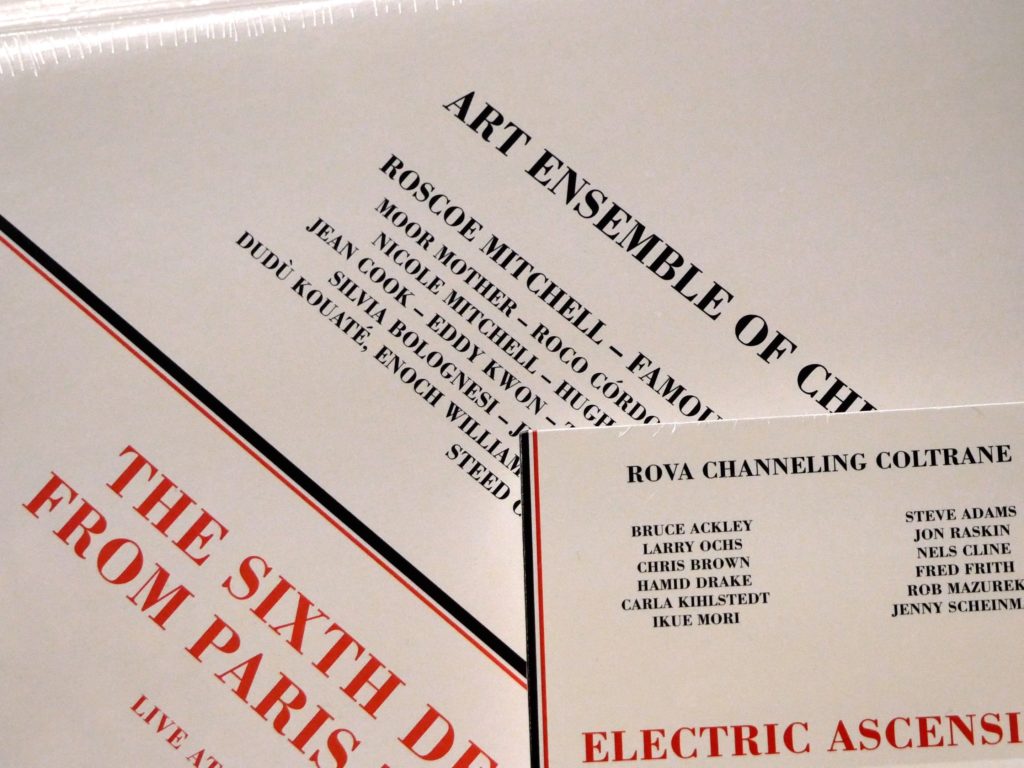 ART ENSEMBLE OF CHI
ROSCOE MITCHELL – FAMOU
MOOR MOTHER – ROCO CÓRDO
NICOLE MITCHELL – HUGH
JEAN COOK – EDDY KWON –
SILVIA BOLOGNESI –
DUDÙ KOUATÉ, ENOCH WILLIAM
STEED
THE SIXTH DE
FROM PARIS
LIVE AT
ROVA CHANNELING COLTRANE
BRUCE ACKLEY
LARRY OCHS
CHRIS BROWN
HAMID DRAKE
CARLA KIHLSTEDT
IKUE MORI
STEVE ADAMS
JON RASKIN
NELS CLINE
FRED FRITH
ROB MAZUREK
JENNY SCHEINM
ELECTRIC ASCENSI